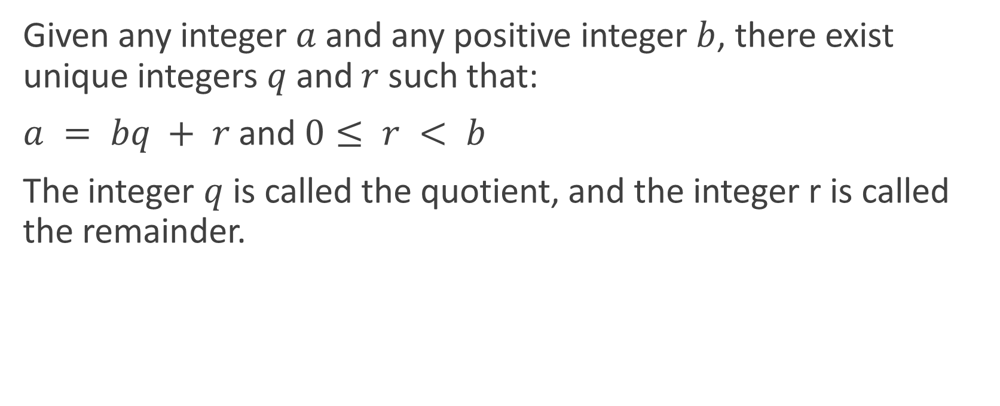 Given any integer a and any positive integer b, there exist
unique integers q and r such that:
a = bq + r and 0 ≤ r < b
The integer q is called the quotient, and the integer r is called
the remainder.